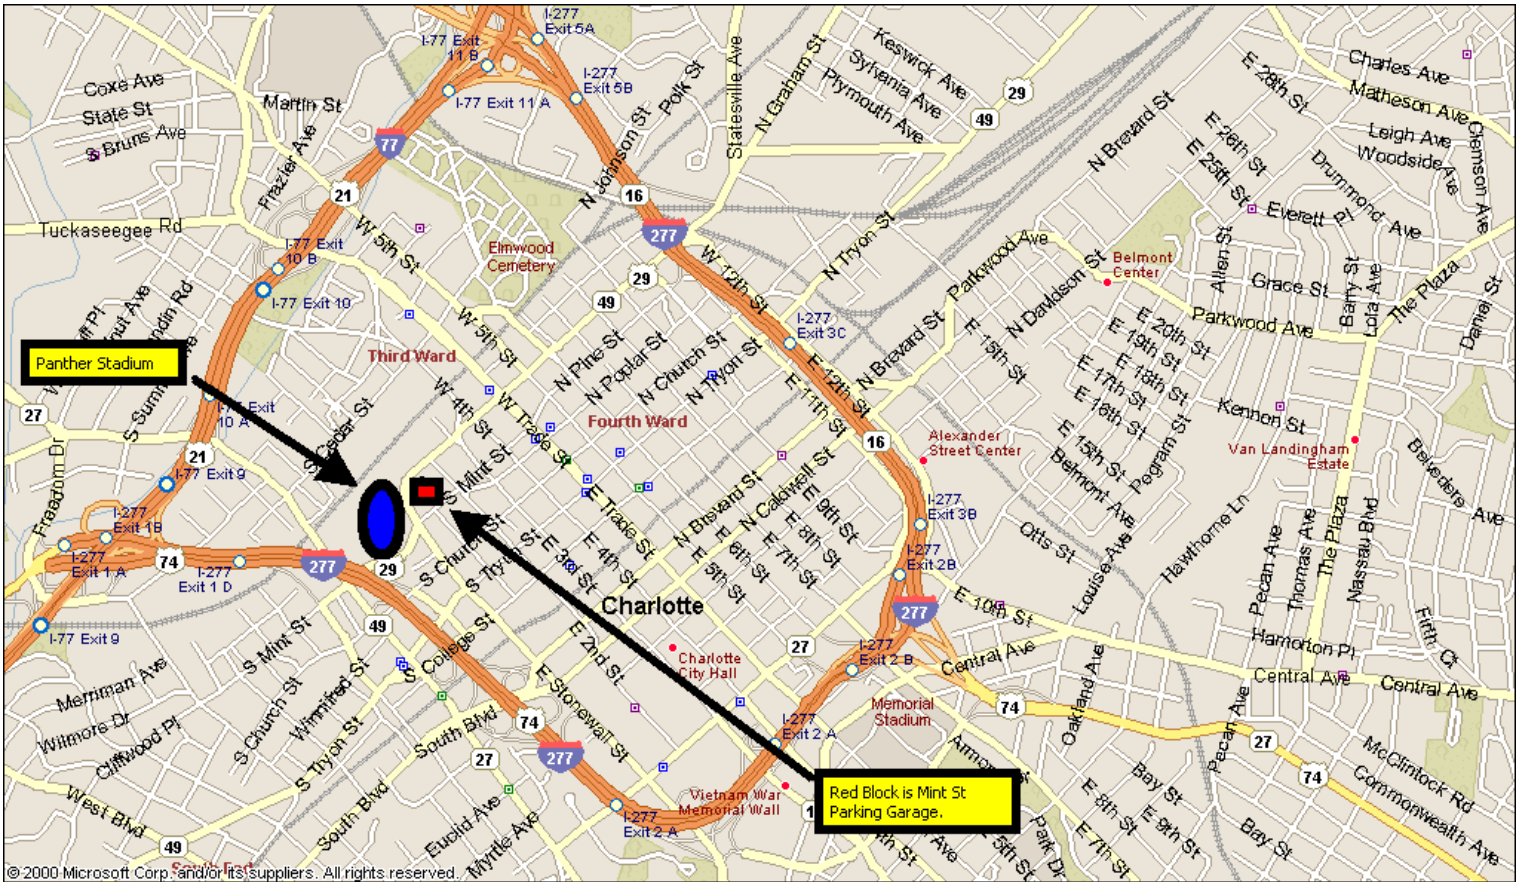 I-277
Exit 5A
I-77 Exit
11 B
I-277
Exit 5B
I-77 Exit 11 A
Coxe Ave
State St
S Bruns Ave
Martin St
Frazier Ave
77
21
Polk St
N Johnson St
Statesville Ave
N Graham St
Keswick Ave
Sylvania Ave
Plymouth Ave
29
49
Charles Ave
Matheson Ave
E 28th St
Leigh Ave
Woodside Ave
Clemson Ave
N Brevard St
E 26th St
E 25th St
Drummond Ave
Everett Pl
16
277
Tuckaseegee Rd
W 5th St
Elmwood
Cemetery
I-77 Exit
10 B
I-77 Exit 10
29
49
W 12th St
N Tryon St
Parkwood Ave
Belmont
Center
N Davidson St
Allen St
Grace St
Barry St
Lola Ave
The Plaza
Daniel St
Parkwood Ave
I-277
Exit 3C
N Brevard St
E 15th St
E 20th St
E 19th St
E 18th St
E 17th St
E 16th St
E 15th St
Third Ward
W 5th St
N Pine St
N Poplar St
N Church St
N Tryon St
E 12th St
E 11th St
Panther Stadium
27
Exit
10 A
S Cedar St
W 4th St
W Trade St
Fourth Ward
Kennon St
Pegram St
Belmont Ave
Alexander
Street Center
16
Van Landingham
Estate
Belvedere Ave
21
I-77 Exit 9
Freedom Dr
Mint St
E Trade St
N Brevard St
N Caldwell St
E 9th St
E 8th St
E 7th St
E 6th St
E 5th St
I-277
Exit 3B
Otts St
Louise Ave
Hawthorne Ln
The Plaza
Nassau Blvd
Pecan Ave
Thomas Ave
I-277
Exit 1B
I-277
Exit 1 A
74
I-277
Exit 1 D
277
29
S Church St
S Tryon St
E 3rd St
E 4th St
Charlotte
I-277
Exit 2B
277
E 10th St
Firth Ct
Hamorton Pl
I-77 Exit 9
49
S Mint St
S College St
E 2nd St
Charlotte
City Hall
27
I-277
Exit 2 B
Central Ave
Central Ave
Central Ave
Merriman Ave
Wilmore Dr
Cliffwood Pl
S Church St
Winnifred St
S Tryon St
South Blvd
74
E Stonewall St
277
I-277
Exit 2 A
Memorial
Stadium
74
Oakland Ave
Pecan Ave
27
74
McClintock Rd
Commonwealth Ave
27
Vietnam War
Memorial Wall
Red Block is Mint St
Parking Garage.
Bay St
Bay St
E 8th St
E 9th St
E 7th St
Park Dr
West Blvd
49
South Blvd
Euclid Ave
Myrtle Ave
I-277
Exit 2 A
South End
© 2000 Microsoft Corp. and/or its suppliers. All rights reserved.